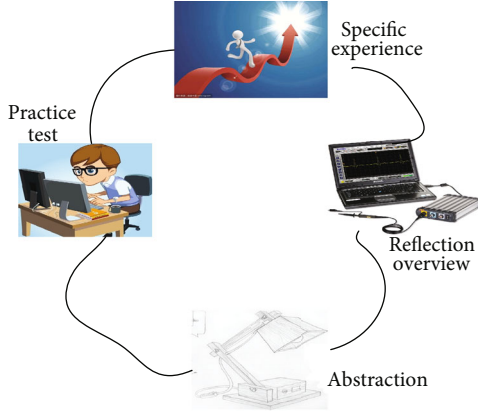 Specific
experience
Practice
test
Reflection
overview
Abstraction